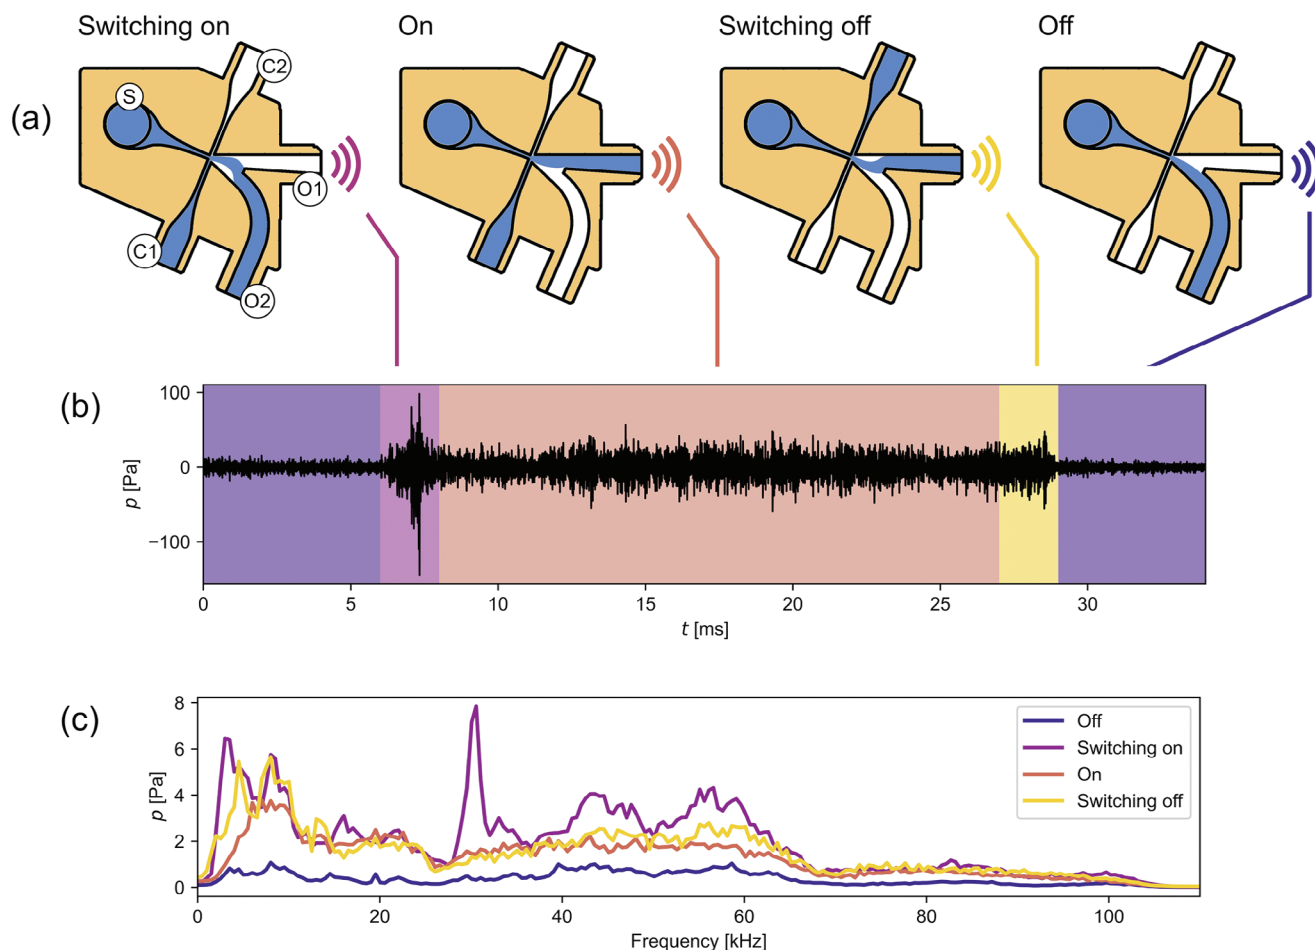 Switching on
On
Switching off
Off
(a)
S
C2
O1
C1
O2
(b)
100
0
−100
p [Pa]
0
5
10
15
20
25
30
t [ms]
(c)
8
6
4
2
0
p [Pa]
Off
Switching on
On
Switching off
0
20
40
60
80
100
Frequency [kHz]